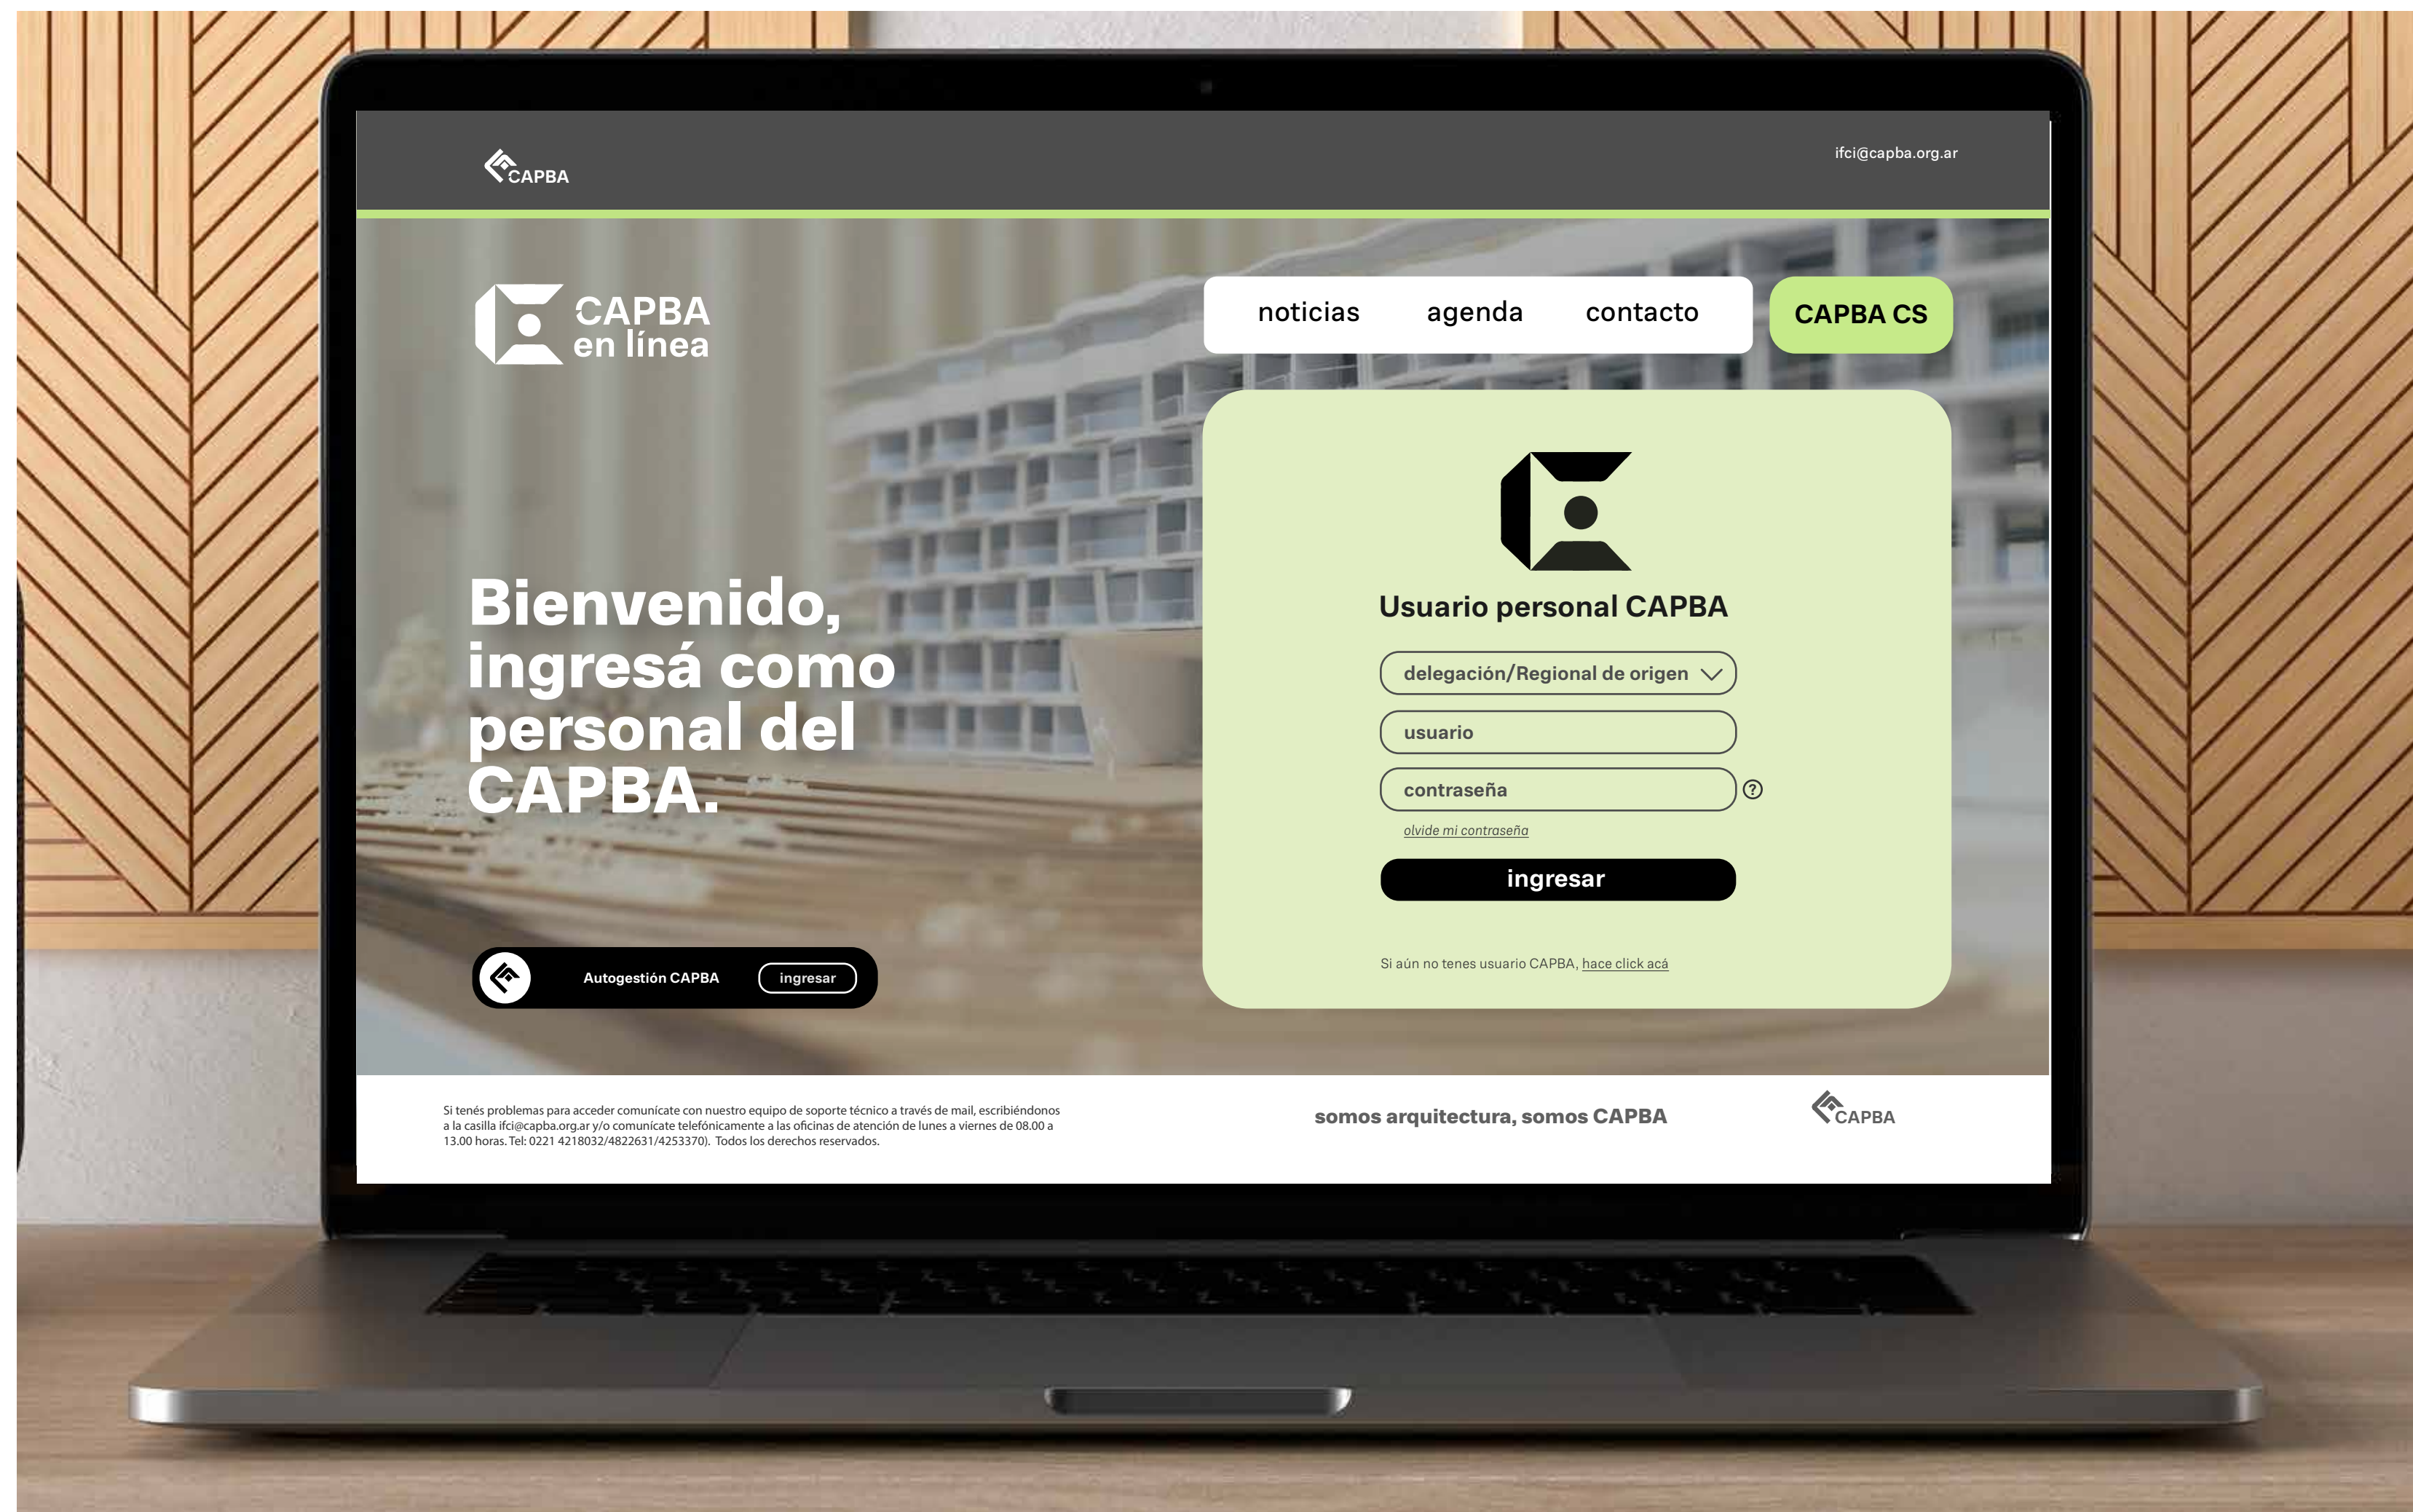 CAPBA
ifci@capba.org.ar
CAPBA
en línea
noticias agenda contacto CAPBA CS
Bienvenido,
ingresá como
personal del
CAPBA.
Usuario personal CAPBA
delegación/Regional de origen
usuario
contraseña ?
olvide mi contraseña
ingresar
Si aún no tenes usuario CAPBA, hace click acá
Autogestión CAPBA ingresar
Si tenés problemas para acceder comunícate con nuestro equipo de soporte técnico a través de mail, escribiéndonos
a la casilla ifci@capba.org.ar y/o comunícate telefónicamente a las oficinas de atención de lunes a viernes de 08.00 a
13.00 horas. Tel: 0221 4218032/4822631/4253370). Todos los derechos reservados.
somos arquitectura, somos CAPBA
CAPBA